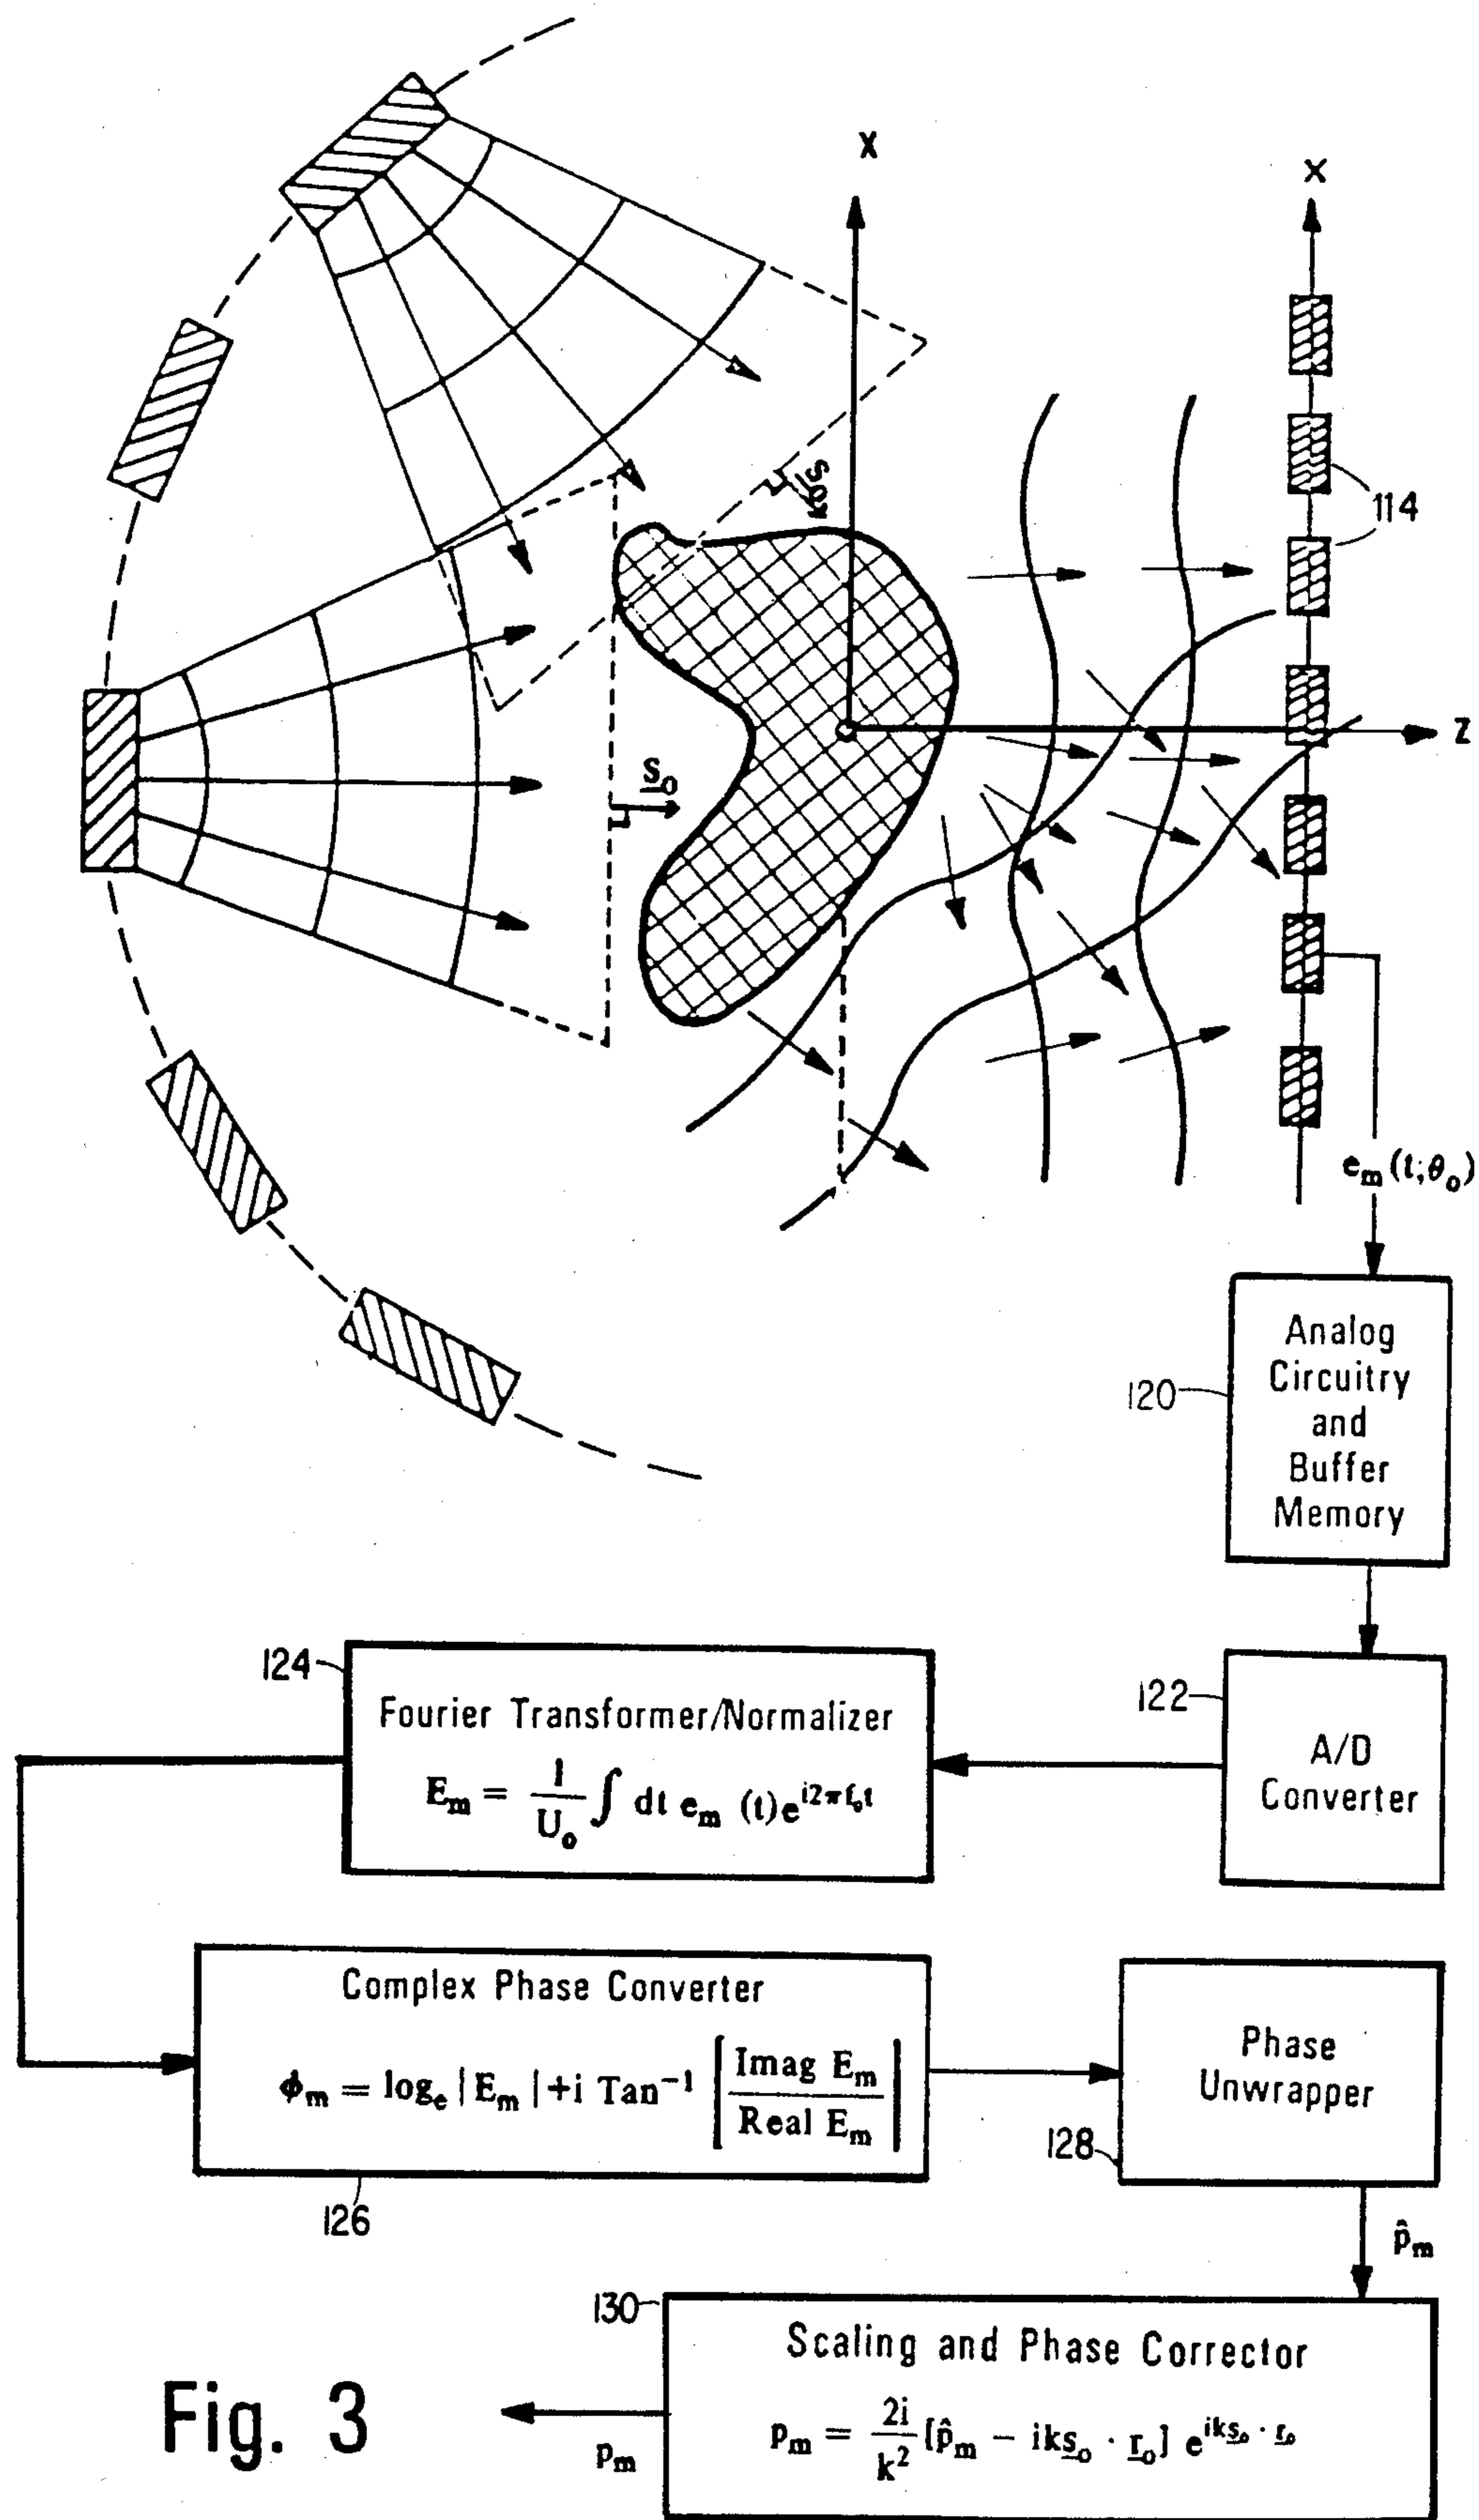 X
X
114
s₀
Z
s₀
eₘ(t;θ₀)
Analog
Circuitry
and
Buffer
Memory
120
124
Fourier Transformer/Normalizer
Eₘ = 1/U₀ ∫ dt eₘ (t)e^{i2πf₀t}
122
A/D
Converter
Complex Phase Converter
ϕₘ = logₑ |Eₘ|+i Tan⁻¹ [Imag Eₘ / Real Eₘ]
126
Phase
Unwrapper
128
p̂ₘ
130
Scaling and Phase Corrector
pₘ = 2i/k² [p̂ₘ − iks₀ · r₀] e^{iks₀ · r₀}
pₘ
Fig. 3